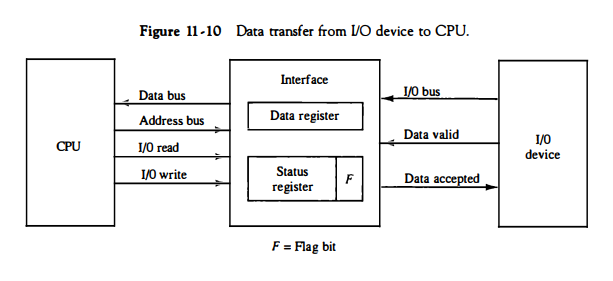 Figure 11-10 Data transfer from I/O device to CPU.
Interface
Data bus
I/O bus
Data register
Address bus
Data valid
CPU
I/O read
I/O
device
Status
register
F
I/O write
Data accepted
F = Flag bit